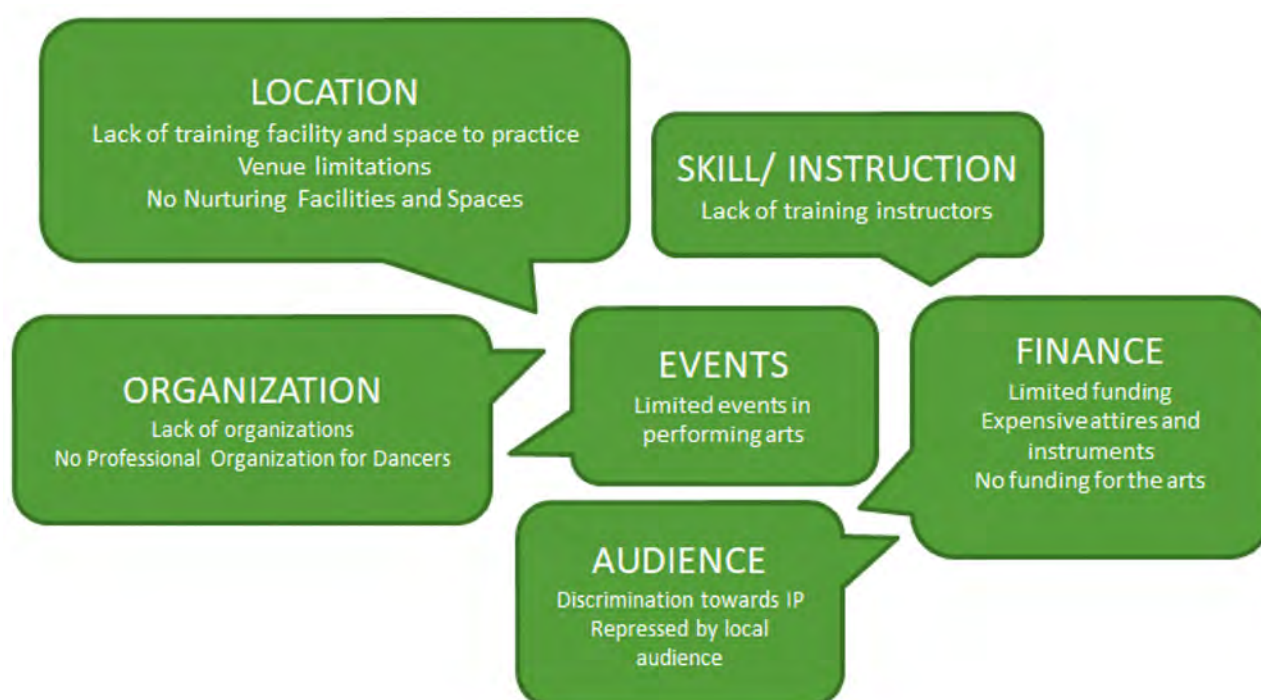 LOCATION
Lack of training facility and space to practice
Venue limitations
No Nurturing Facilities and Spaces
SKILL/ INSTRUCTION
Lack of training instructors
ORGANIZATION
Lack of organizations
No Professional Organization for Dancers
EVENTS
Limited events in
performing arts
FINANCE
Limited funding
Expensive attires and
instruments
No funding for the arts
AUDIENCE
Discrimination towards IP
Repressed by local
audience